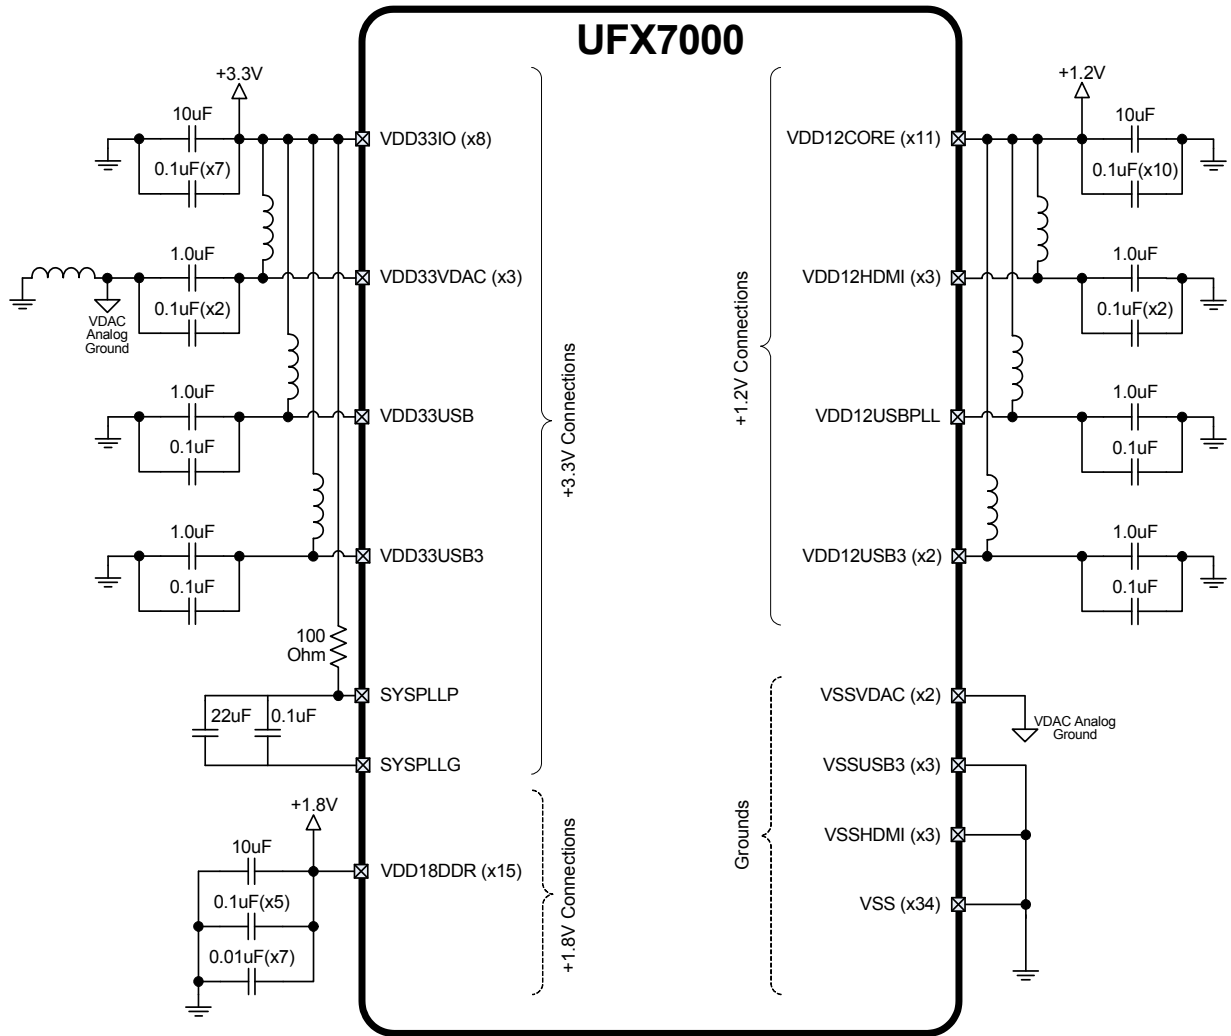 UFX7000
+3.3V
10uF
0.1uF(x7)
VDD33IO (x8)
1.0uF
0.1uF(x2)
VDAC
Analog
Ground
VDD33VDAC (x3)
1.0uF
0.1uF
VDD33USB
1.0uF
0.1uF
VDD33USB3
100
Ohm
SYSPLLP
22uF
0.1uF
SYSPLLG
+3.3V Connections
+1.8V
10uF
0.1uF(x5)
0.01uF(x7)
VDD18DDR (x15)
+1.8V Connections
+1.2V
VDD12CORE (x11)
10uF
0.1uF(x10)
VDD12HDMI (x3)
1.0uF
0.1uF(x2)
VDD12USBPLL
1.0uF
0.1uF
VDD12USB3 (x2)
1.0uF
0.1uF
+1.2V Connections
VSSVDAC (x2)
VDAC Analog
Ground
VSSUSB3 (x3)
VSSHDMI (x3)
VSS (x34)
Grounds